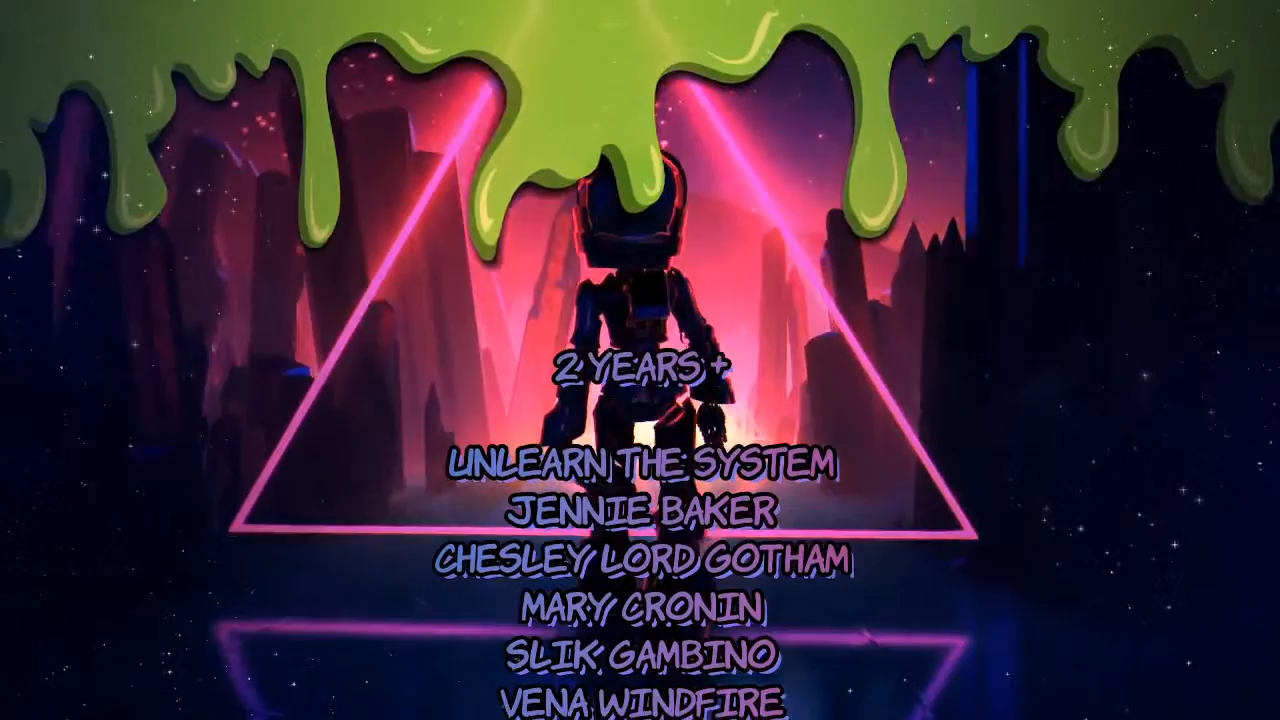 2 YEARS +
UNLEARN THE SYSTEM
JENNIE BAKER
CHESLEY LORD GOTHAM
MARY CRONIN
SLIK GAMBINO
VENA WINDFIRE